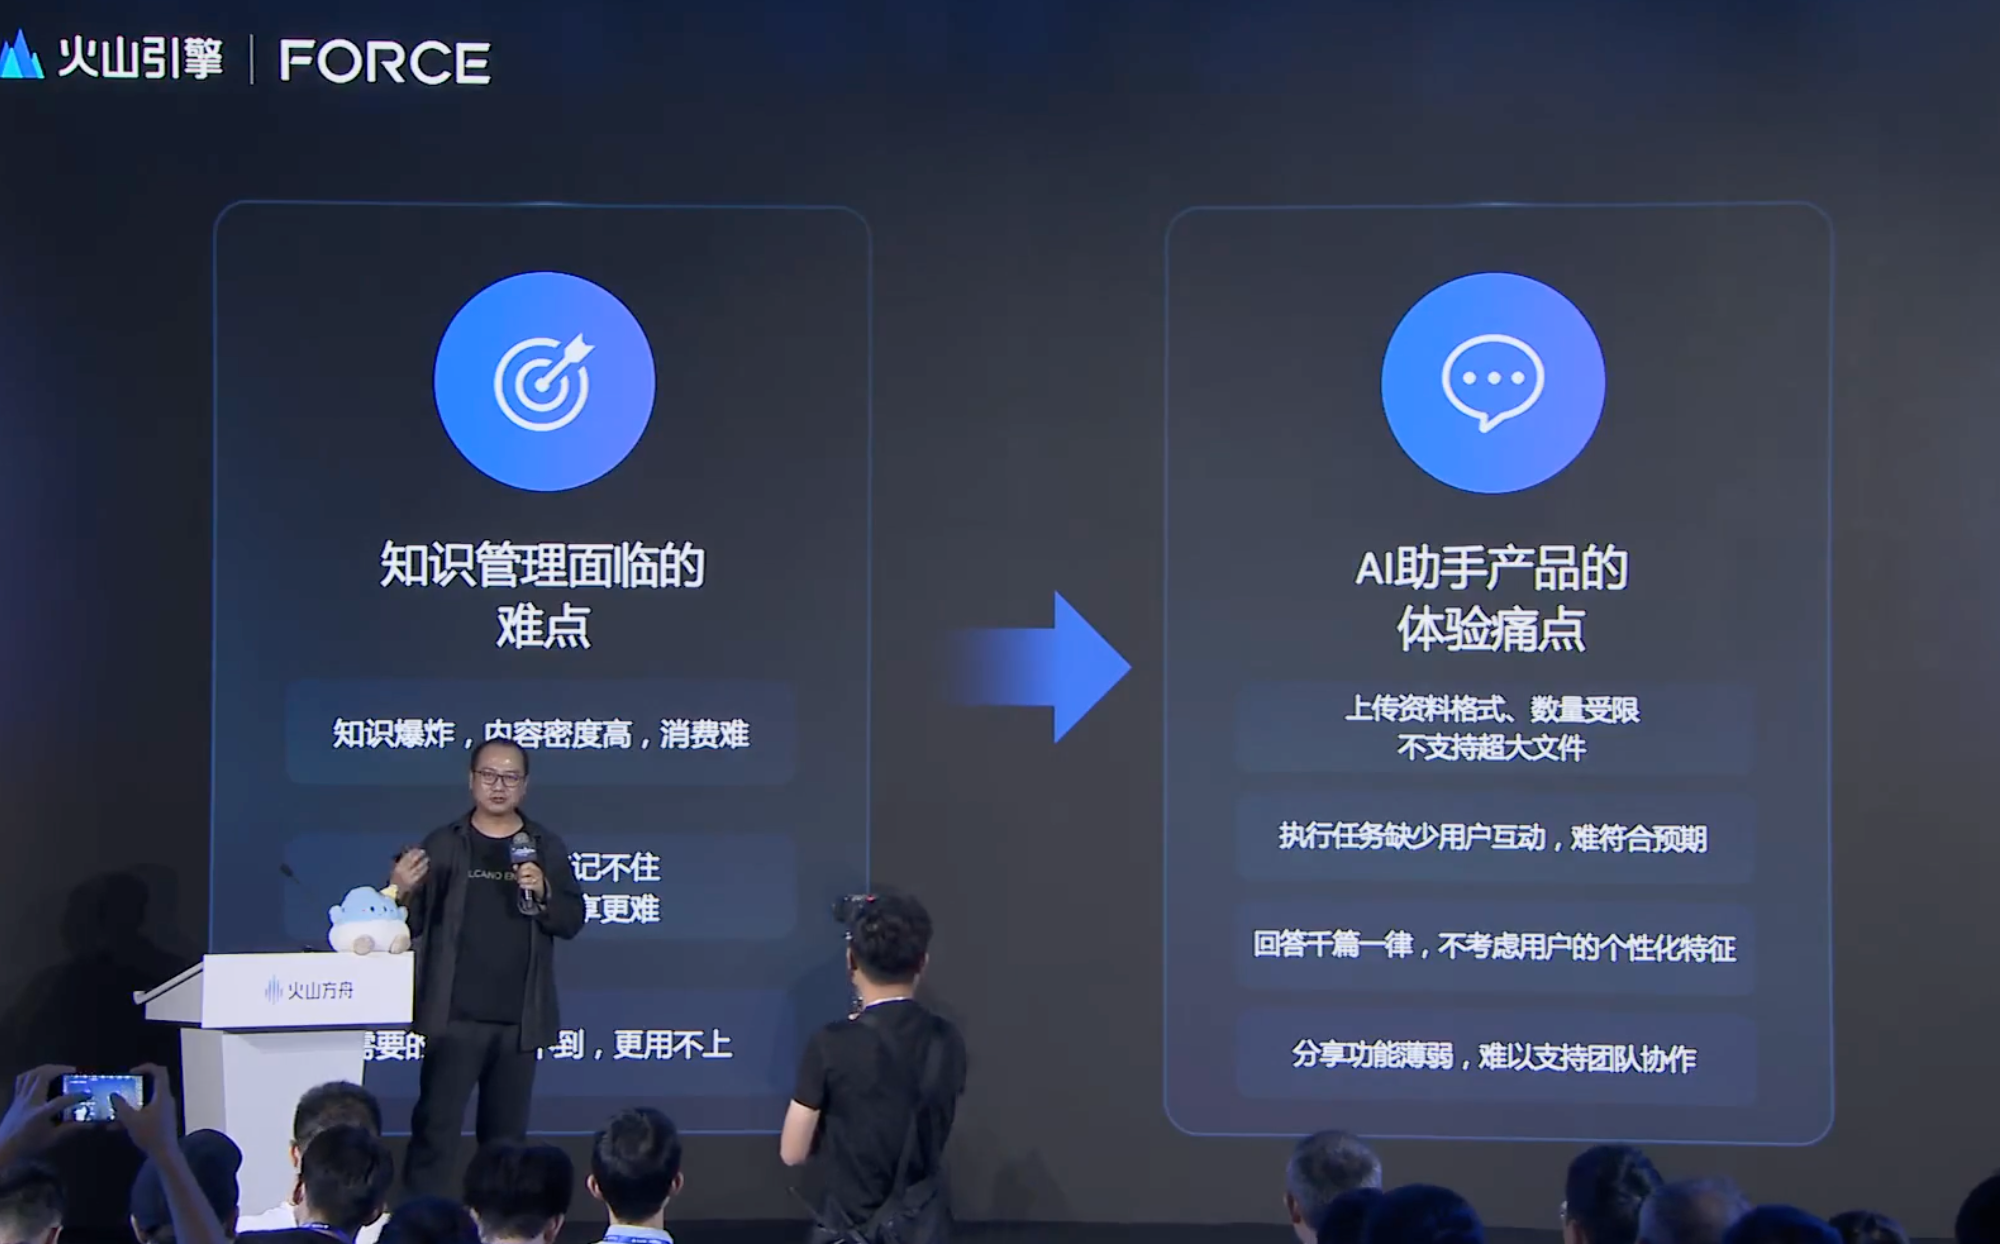 火山引擎 | FORCE
知识管理面临的
难点
知识爆炸，内容密度高，消费难
记不住
享更难
需要的
不到，更用不上
AI助手产品的
体验痛点
上传资料格式、数量受限
不支持超大文件
执行任务缺少用户互动，难符合预期
回答千篇一律，不考虑用户的个性化特征
分享功能薄弱，难以支持团队协作
LCANO EN
火山方舟